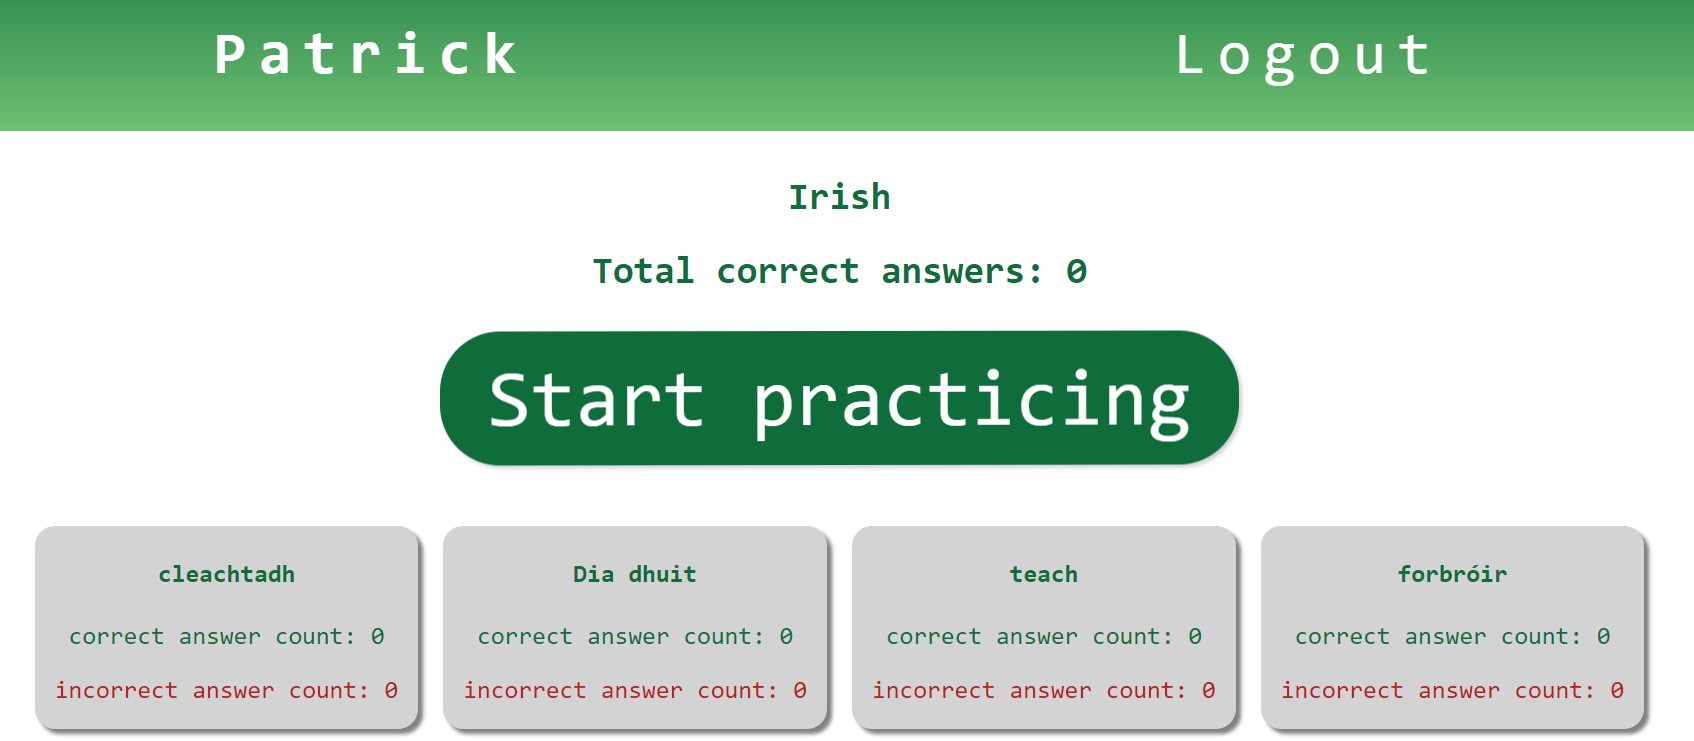 Patrick
Logout
Irish
Total correct answers: 0
Start practicing
cleachtadh
correct answer count: 0
incorrect answer count: 0
Dia dhuit
correct answer count: 0
incorrect answer count: 0
teach
correct answer count: 0
incorrect answer count: 0
forbróir
correct answer count: 0
incorrect answer count: 0